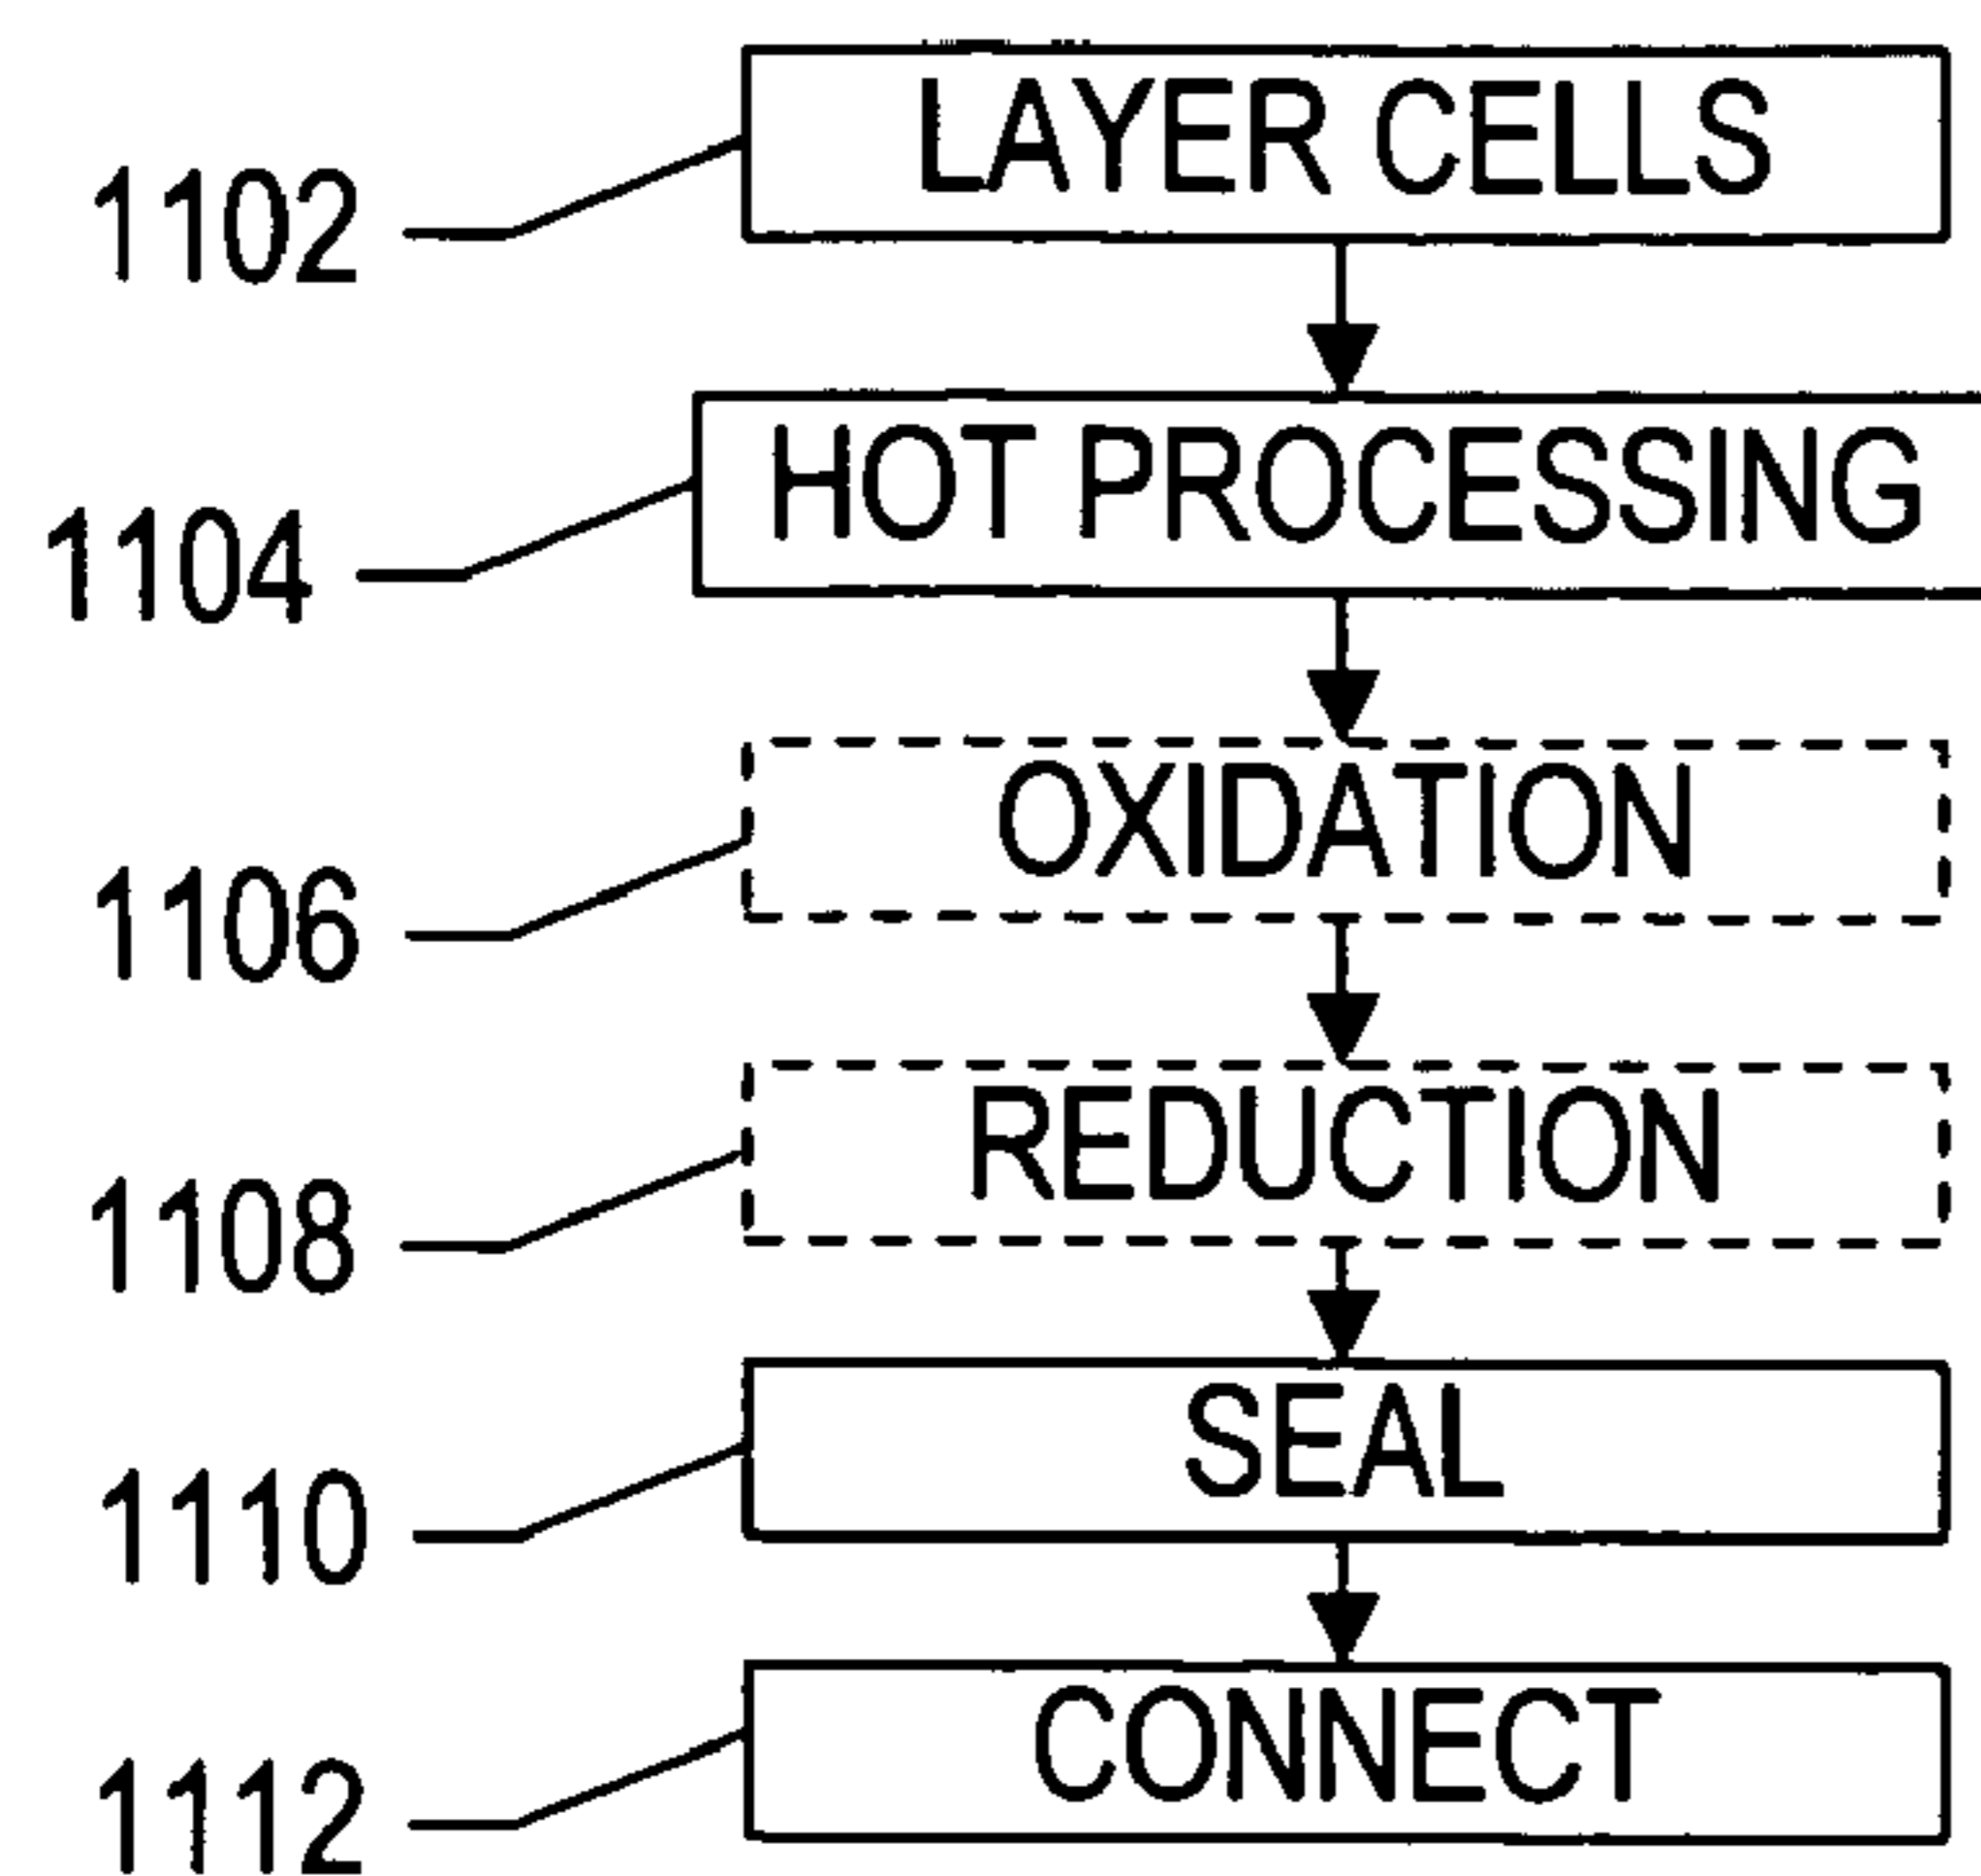 LAYER CELLS
1102
HOT PROCESSING
1104
OXIDATION
1106
REDUCTION
1108
SEAL
1110
CONNECT
1112